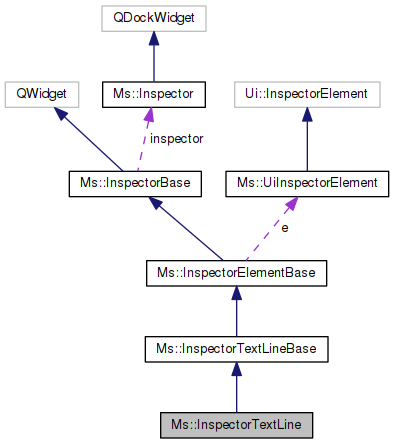 QDockWidget
QWidget
Ms::Inspector
Ui::InspectorElement
inspector
Ms::InspectorBase
Ms::UiInspectorElement
e
Ms::InspectorElementBase
Ms::InspectorTextLineBase
Ms::InspectorTextLine